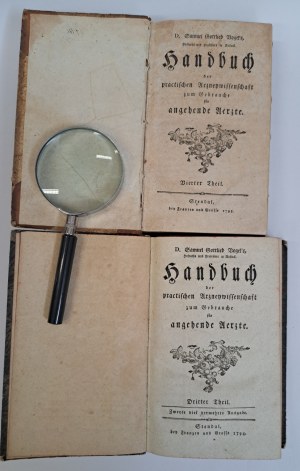 D. Samuel Gottlieb Vogel's,
Handbuch
der
practischen Arzneywissenschaft
zum Gebrauche
für
angehende Aerzte.
Vierter Theil.
Stendal,
D. Samuel Gottlieb Vogel's,
Handbuch
der
practischen Arzneywissenschaft
zum Gebrauche
für
angehende Aerzte.
Dritter Theil.
Zweyte viel vermehrte Ausgabe.
Stendal,